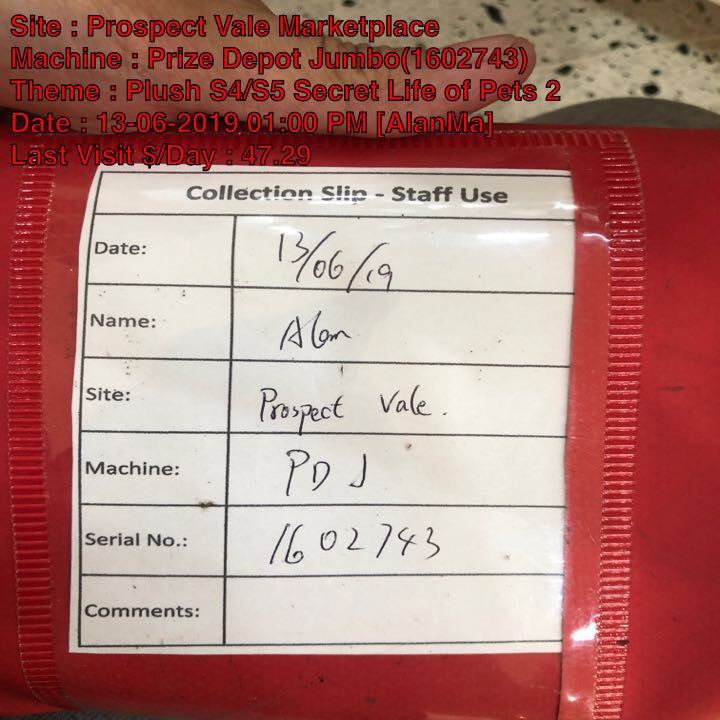 Site : Prospect Vale Marketplace
Machine : Prize Depot Jumbo(1602743)
Theme : Plush S4/S5 Secret Life of Pets 2
Date : 13-06-2019 01:00 PM [AlanMa]
Last Visit $/Day : 47.29
Collection Slip - Staff Use
Date: 13/06/19
Name: Alan
Site: Prospect Vale.
Machine: PDJ
Serial No.: 1602743
Comments: